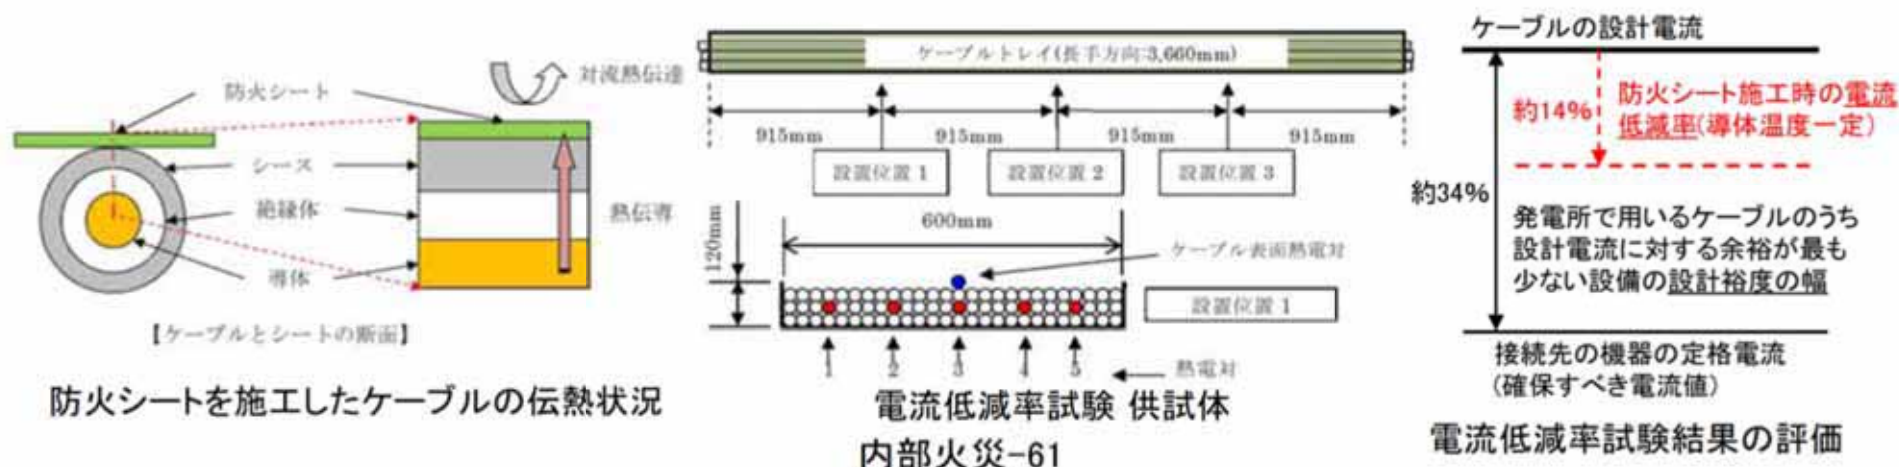 防火シート
対流熱伝達
シース
絶縁体
熱伝導
導体
【ケーブルとシートの断面】
防火シートを施工したケーブルの伝熱状況
ケーブルトレイ(長手方向:3,660mm)
915mm
915mm
915mm
915mm
設置位置 1
設置位置 2
設置位置 3
600mm
120mm
ケーブル表面熱電対
設置位置 1
1
2
3
4
5
熱電対
電流低減率試験 供試体
内部火災-61
ケーブルの設計電流
約14%
防火シート施工時の電流
低減率(導体温度一定)
約34%
発電所で用いるケーブルのうち
設計電流に対する余裕が最も
少ない設備の設計裕度の幅
接続先の機器の定格電流
(確保すべき電流値)
電流低減率試験結果の評価